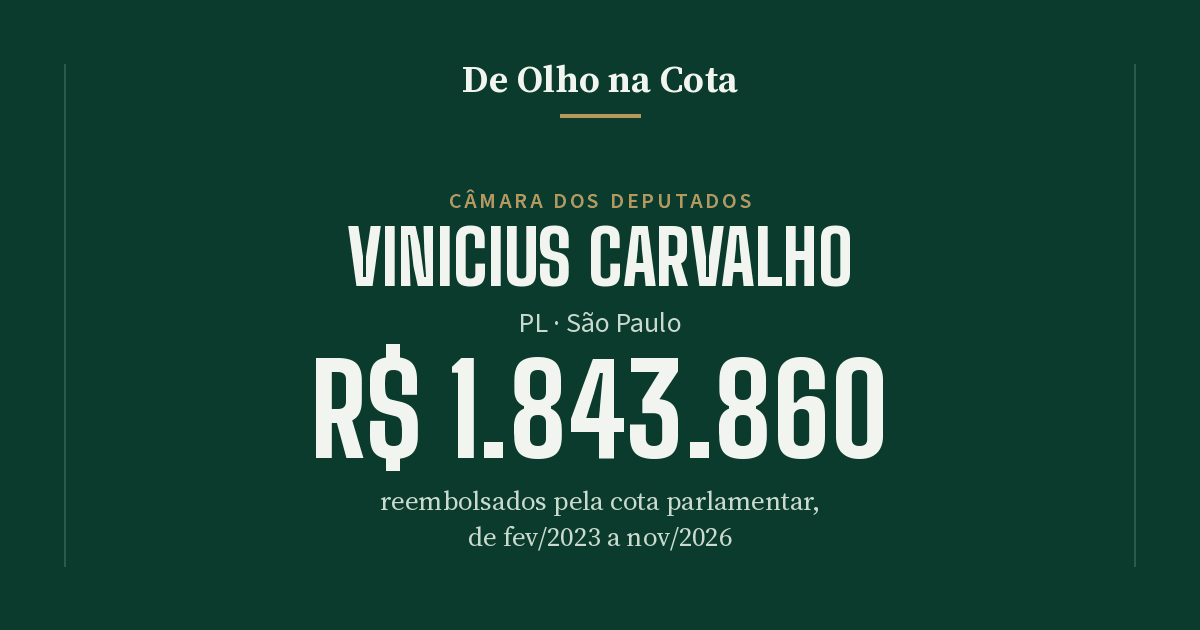 De Olho na Cota
CÂMARA DOS DEPUTADOS
VINICIUS CARVALHO
PL · São Paulo
R$ 1.843.860
reembolsados pela cota parlamentar,
de fev/2023 a nov/2026